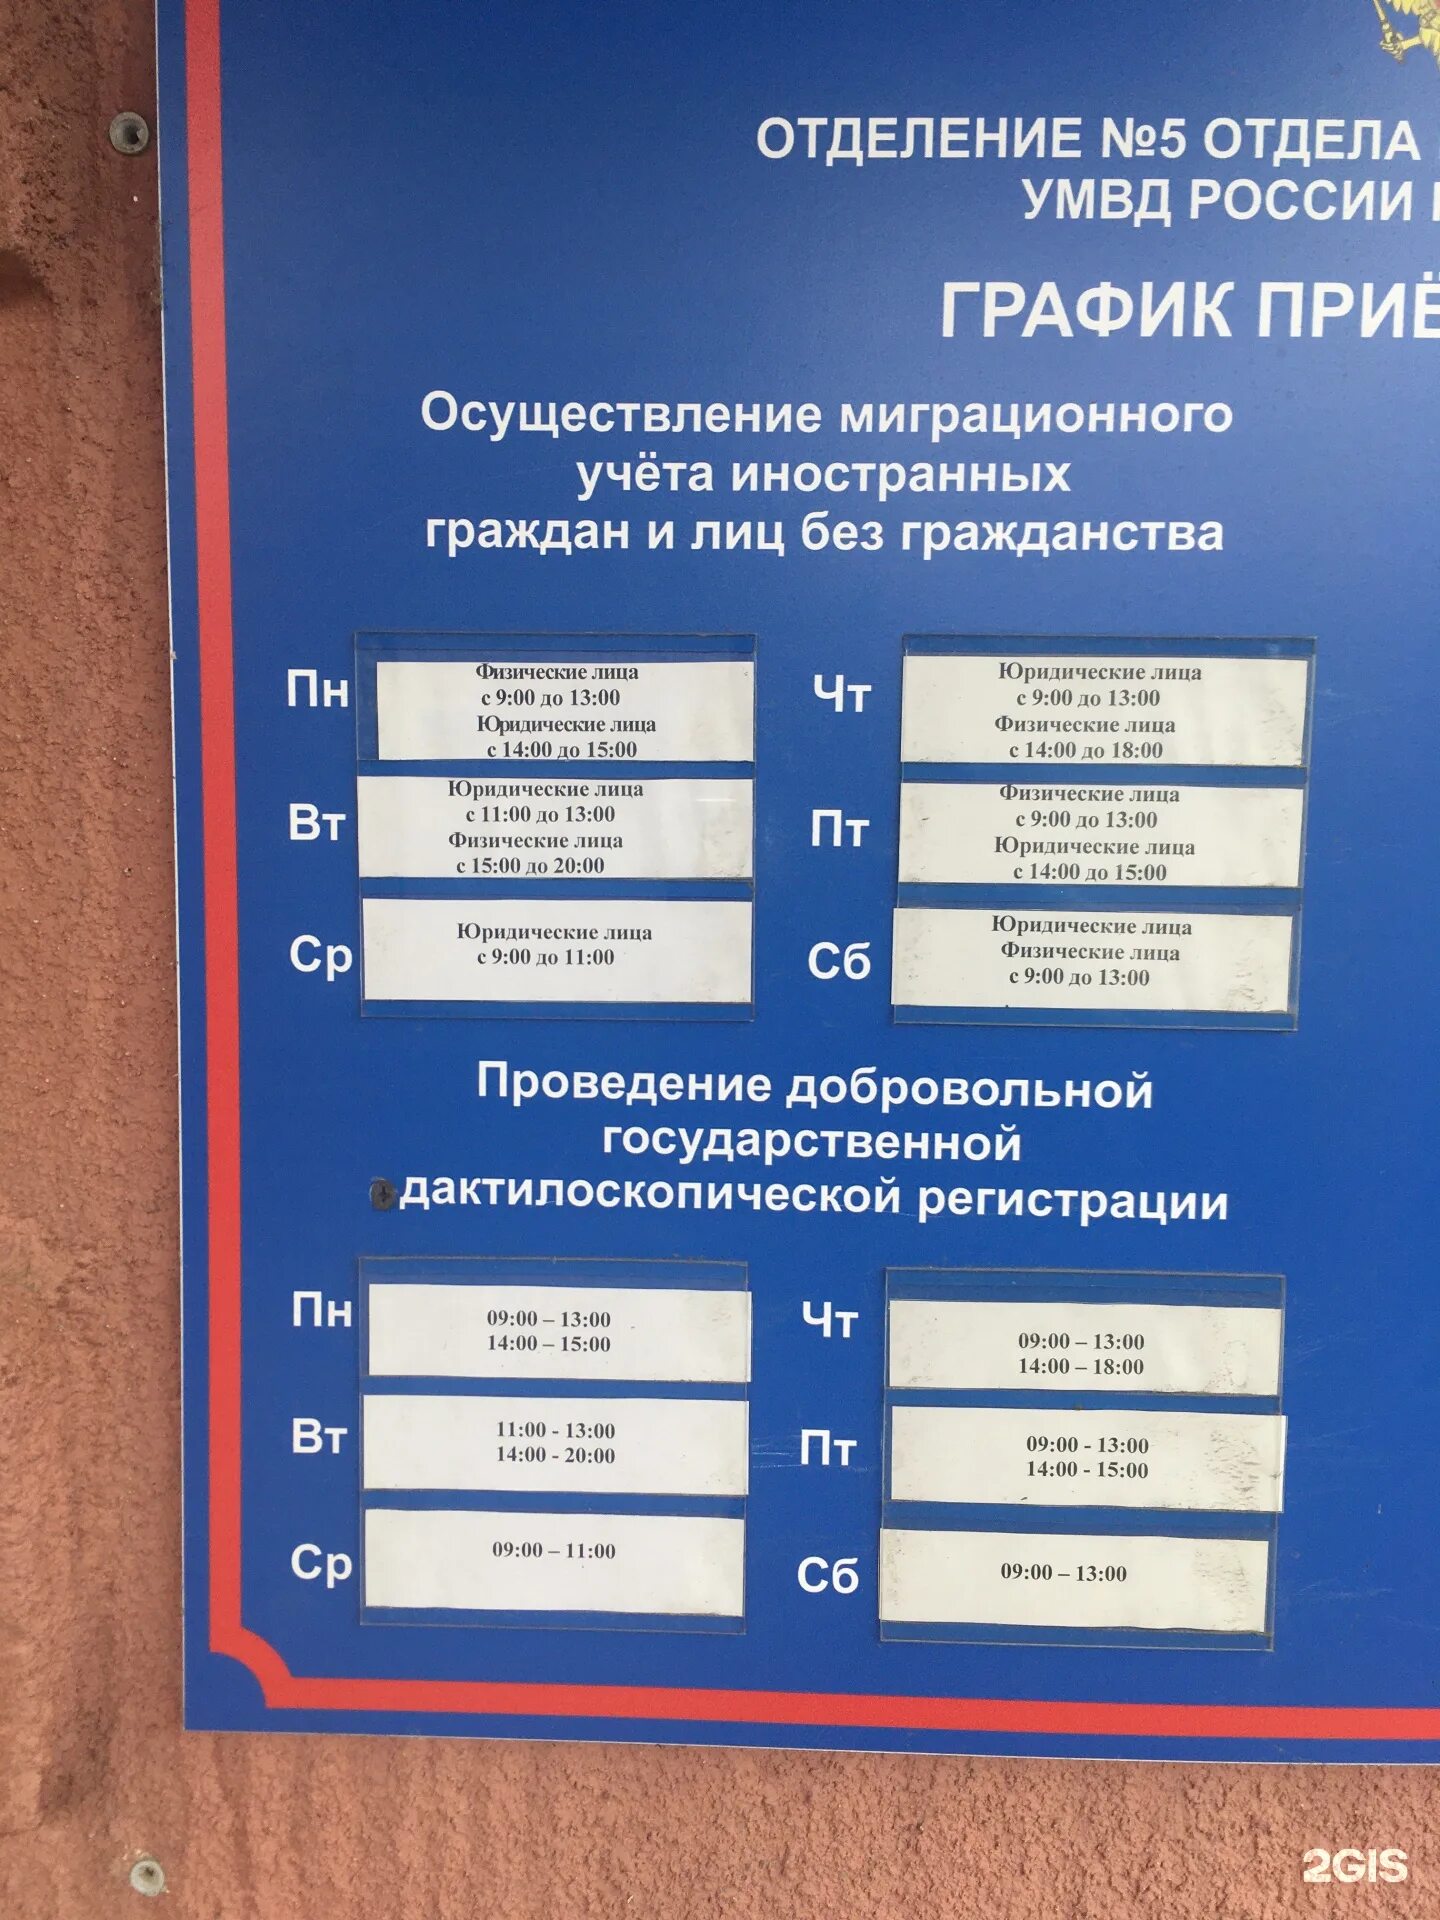 ОТДЕЛЕНИЕ №5 ОТДЕЛА
УМВД РОССИИ
ГРАФИК ПРИЁ
Осуществление миграционного
учёта иностранных
граждан и лиц без гражданства
Пн
Физические лица
с 9:00 до 13:00
Юридические лица
с 14:00 до 15:00
Вт
Юридические лица
с 11:00 до 13:00
Физические лица
с 15:00 до 20:00
Ср
Юридические лица
с 9:00 до 11:00
Чт
Юридические лица
с 9:00 до 13:00
Физические лица
с 14:00 до 18:00
Пт
Физические лица
с 9:00 до 13:00
Юридические лица
с 14:00 до 15:00
Сб
Юридические лица
Физические лица
с 9:00 до 13:00
Проведение добровольной
государственной
дактилоскопической регистрации
Пн
09:00 – 13:00
14:00 – 15:00
Вт
11:00 - 13:00
14:00 - 20:00
Ср
09:00 – 11:00
Чт
09:00 – 13:00
14:00 – 18:00
Пт
09:00 - 13:00
14:00 - 15:00
Сб
09:00 – 13:00
2GIS